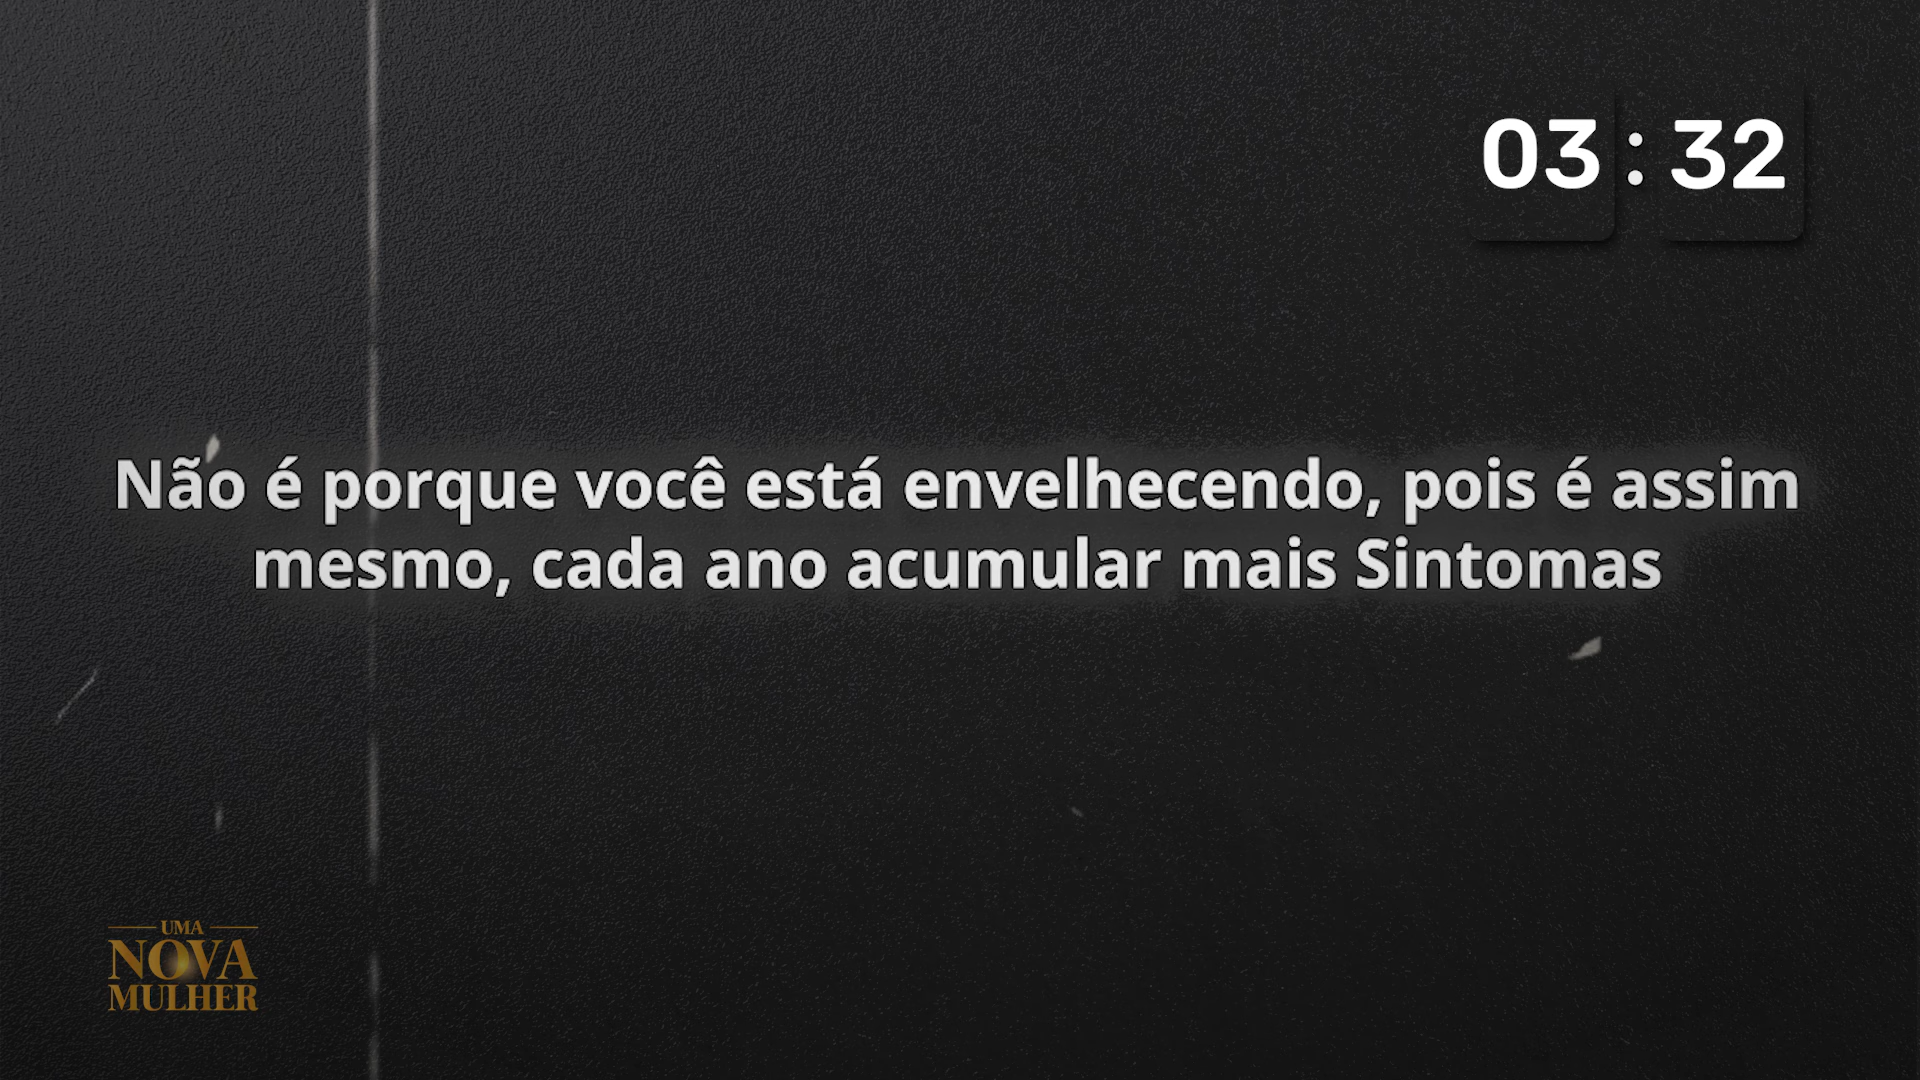 03 : 32
Não é porque você está envelhecendo, pois é assim
mesmo, cada ano acumular mais Sintomas
UMA
NOVA
MULHER